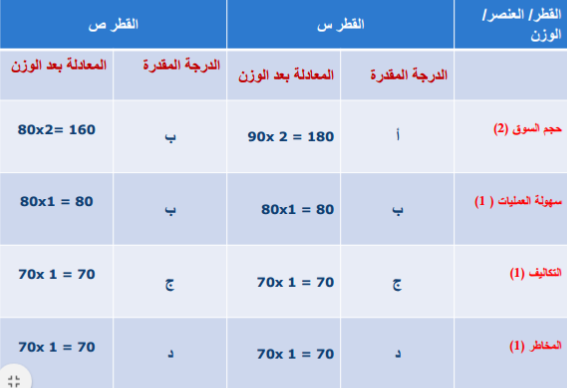 القطر/ العنصر/ الوزن
القطر س
القطر ص
الدرجة المقدرة
المعادلة بعد الوزن
الدرجة المقدرة
المعادلة بعد الوزن
حجم السوق (2)
أ
90x 2 = 180
ب
80x2= 160
سهولة العمليات ( 1)
ب
80x1 = 80
ب
80x1 = 80
التكاليف (1)
ج
70x 1 = 70
ج
70x 1 = 70
المخاطر (1)
د
70x 1 = 70
د
70x 1 = 70